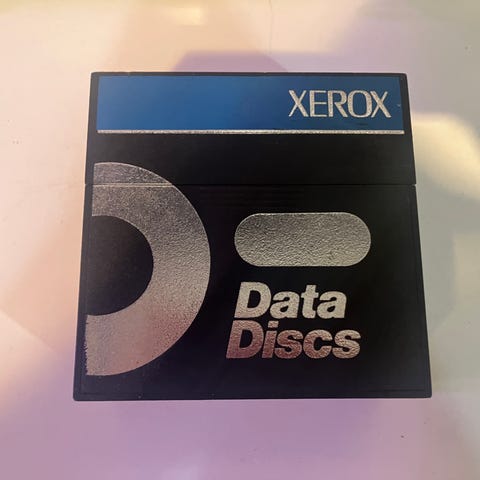 XEROX
Data
Discs